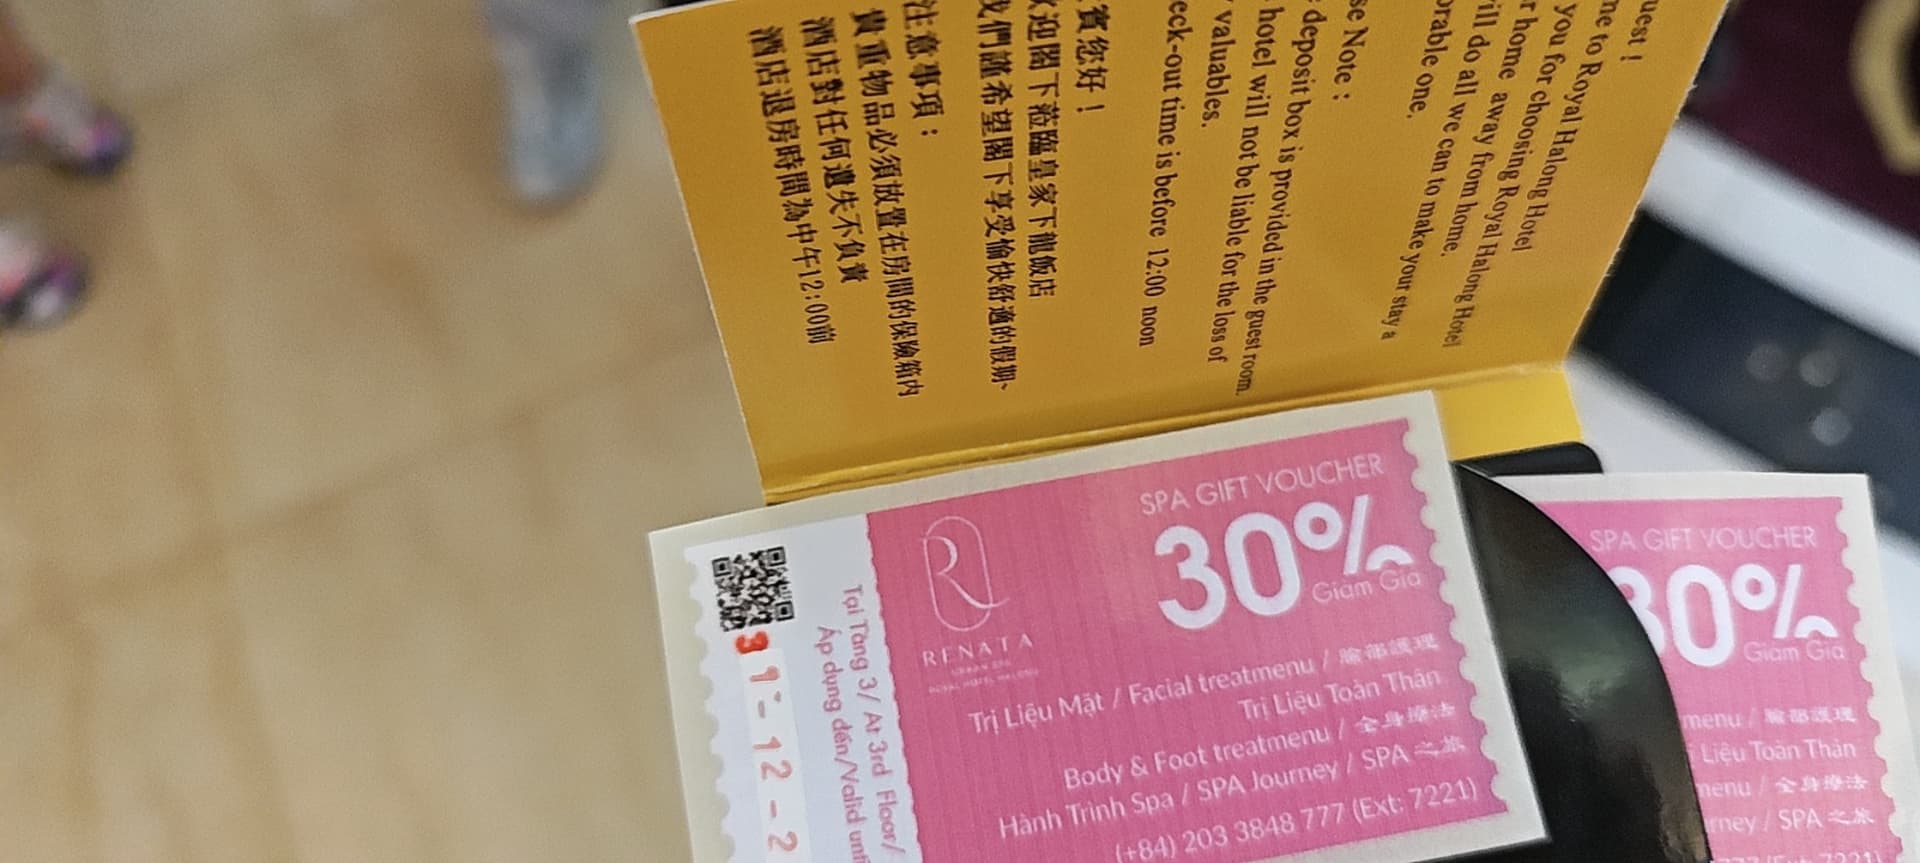 uest !
me to Royal Halong Hotel
you for choosing Royal Halong Hotel
r home away from home.
ill do all we can to make your stay a
orable one.
se Note :
deposit box is provided in the guest room.
hotel will not be liable for the loss of
valuables.
eck-out time is before 12:00 noon
賓您好！
歡迎閣下蒞臨皇家下龍飯店
我們謹希望閣下享受愉快舒適的假期、
注意事項：
貴重物品必須放置在房間的保險箱內
酒店對任何遺失不負責
酒店退房時間為中午12:00前
SPA GIFT VOUCHER
30%
Giảm Giá
RENATA
URBAN SPA
ROYAL HOTEL HALONG
Trị Liệu Mặt / Facial treatmenu / 臉部護理
Trị Liệu Toàn Thân
Body & Foot treatmenu / 全身療法
Hành Trình Spa / SPA Journey / SPA 之旅
(+84) 203 3848 777 (Ext: 7221)
Tại Tầng 3/ At 3rd Floor/
Áp dụng đến/Valid unti
31-12-2
SPA GIFT VOUCHER
30%
Giảm Giá
menu / 臉部護理
Liệu Toàn Thân
menu / 全身療法
rney / SPA 之旅
7221)